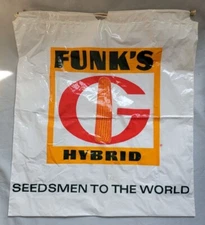 FUNK'S
G
HYBRID
SEEDSMEN TO THE WORLD